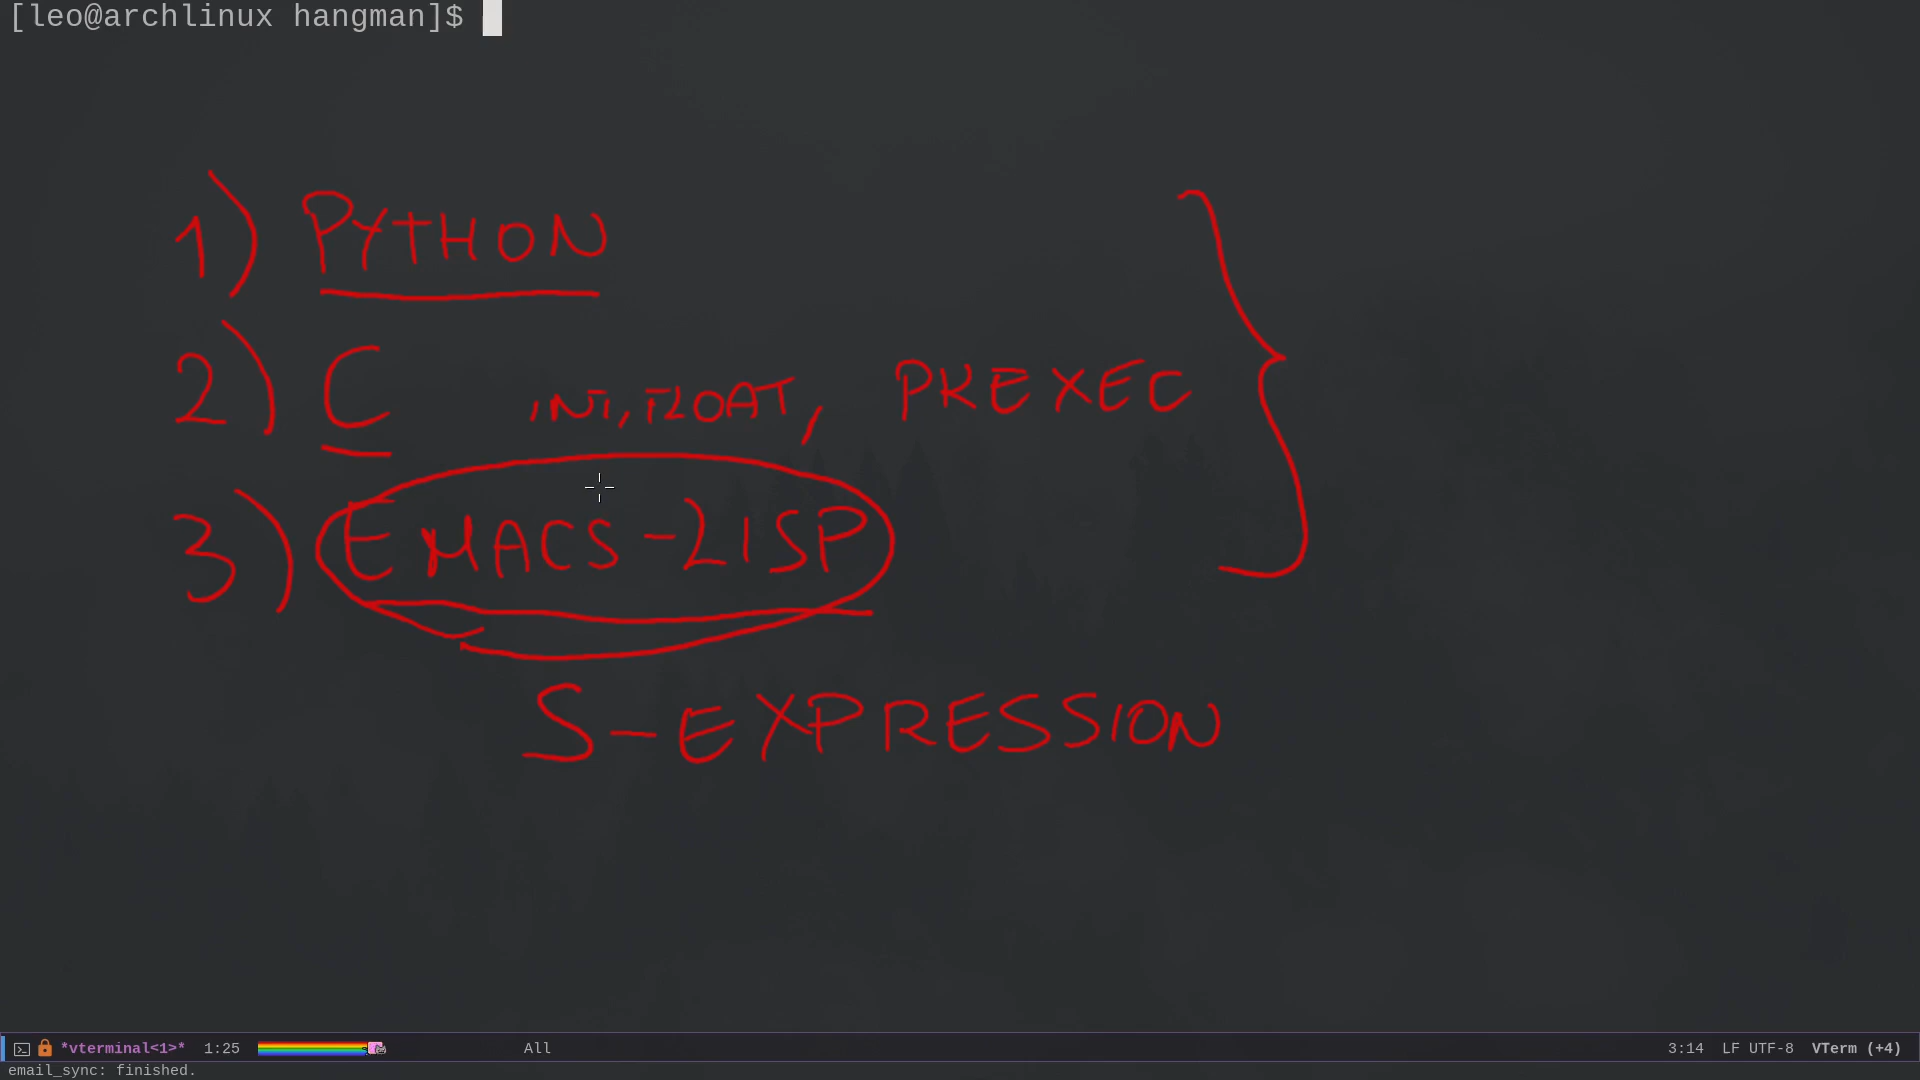 [leo@archlinux hangman]$
1) PYTHON
2) C INT, FLOAT, PKEXEC
3) EMACS-LISP
S-EXPRESSION
*vterminal<1>* 1:25 All 3:14 LF UTF-8 VTerm (+4)
email_sync: finished.